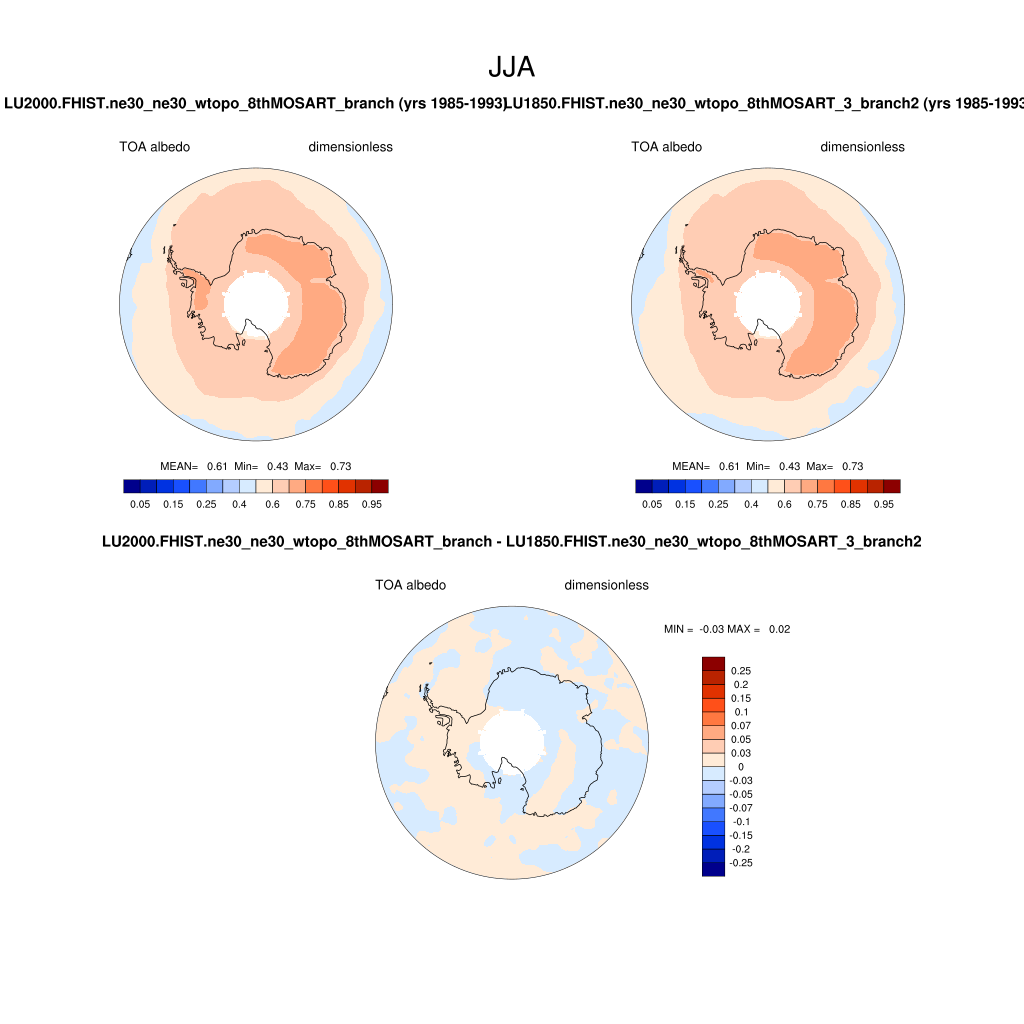 JJA
LU2000.FHIST.ne30_ne30_wtopo_8thMOSART_branch (yrs 1985-1993)
LU1850.FHIST.ne30_ne30_wtopo_8thMOSART_3_branch2 (yrs 1985-1993
TOA albedo dimensionless
TOA albedo dimensionless
MEAN= 0.61 Min= 0.43 Max= 0.73
MEAN= 0.61 Min= 0.43 Max= 0.73
0.05 0.15 0.25 0.4 0.6 0.75 0.85 0.95
0.05 0.15 0.25 0.4 0.6 0.75 0.85 0.95
LU2000.FHIST.ne30_ne30_wtopo_8thMOSART_branch - LU1850.FHIST.ne30_ne30_wtopo_8thMOSART_3_branch2
TOA albedo dimensionless
MIN = -0.03 MAX = 0.02
0.25
0.2
0.15
0.1
0.07
0.05
0.03
0
-0.03
-0.05
-0.07
-0.1
-0.15
-0.2
-0.25